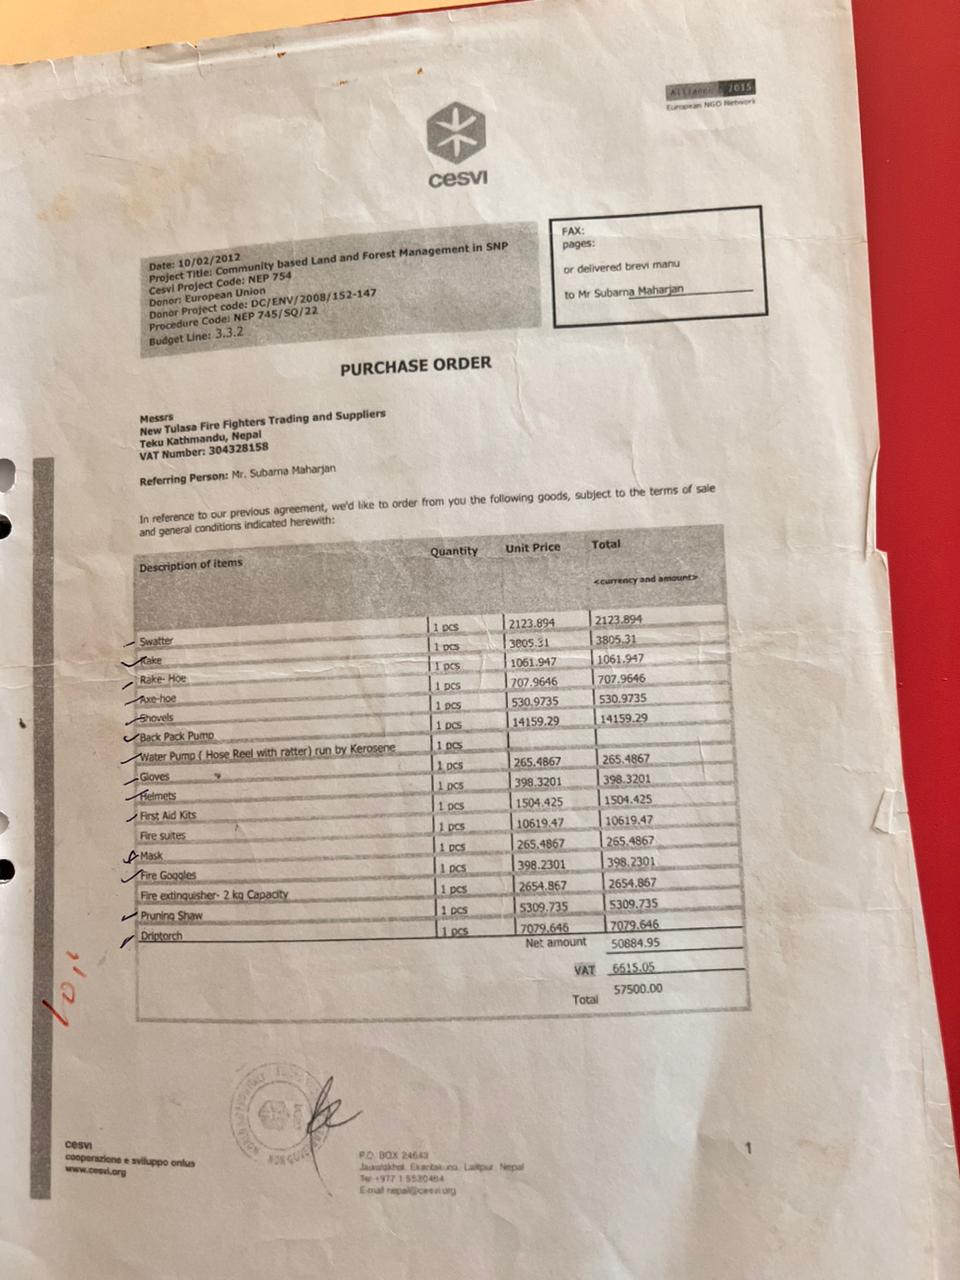 Alliance 2015
European NGO Network
cesvi
Date: 10/02/2012
Project Title: Community based Land and Forest Management in SNP
Cesvi Project Code: NEP 754
Donor: European Union
Donor Project code: DC/ENV/2008/152-147
Procedure Code: NEP 745/SQ/22
Budget Line: 3.3.2
FAX:
pages:
or delivered brevi manu
to Mr Subarna Maharjan
PURCHASE ORDER
Messrs
New Tulasa Fire Fighters Trading and Suppliers
Teku Kathmandu, Nepal
VAT Number: 304328158
Referring Person: Mr. Subarna Maharjan
In reference to our previous agreement, we'd like to order from you the following goods, subject to the terms of sale
and general conditions indicated herewith:
Description of items Quantity Unit Price Total
<currency and amount>
Swatter 1 pcs 2123.894 2123.894
Rake 1 pcs 3805.31 3805.31
Rake- Hoe 1 pcs 1061.947 1061.947
Axe-hoe 1 pcs 707.9646 707.9646
Shovels 1 pcs 530.9735 530.9735
Back Pack Pump 1 pcs 14159.29 14159.29
Water Pump ( Hose Reel with ratter) run by Kerosene 1 pcs
Gloves 1 pcs 265.4867 265.4867
Helmets 1 pcs 398.3201 398.3201
First Aid Kits 1 pcs 1504.425 1504.425
Fire suites 1 pcs 10619.47 10619.47
Mask 1 pcs 265.4867 265.4867
Fire Goggles 1 pcs 398.2301 398.2301
Fire extinguisher- 2 kg Capacity 1 pcs 2654.867 2654.867
Pruning Shaw 1 pcs 5309.735 5309.735
Driptorch 1 pcs 7079.646 7079.646
Net amount 50884.95
VAT 6615.05
Total 57500.00
cesvi
cooperazione e sviluppo onlus
www.cesvi.org
P.O. BOX 24643
Jawalakhel, Ekantakuna, Lalitpur, Nepal
Tel +977 1 5520464
E-mail nepal@cesvi.org
1